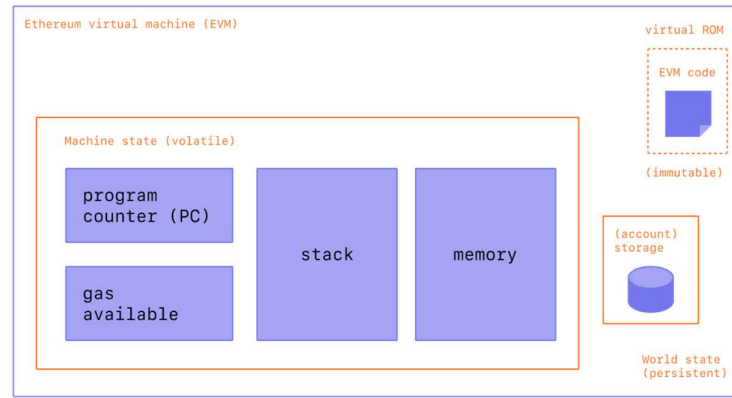 Ethereum virtual machine (EVM)
virtual ROM
EVM code
(immutable)
Machine state (volatile)
program
counter (PC)
gas
available
stack
memory
(account)
storage
World state
(persistent)